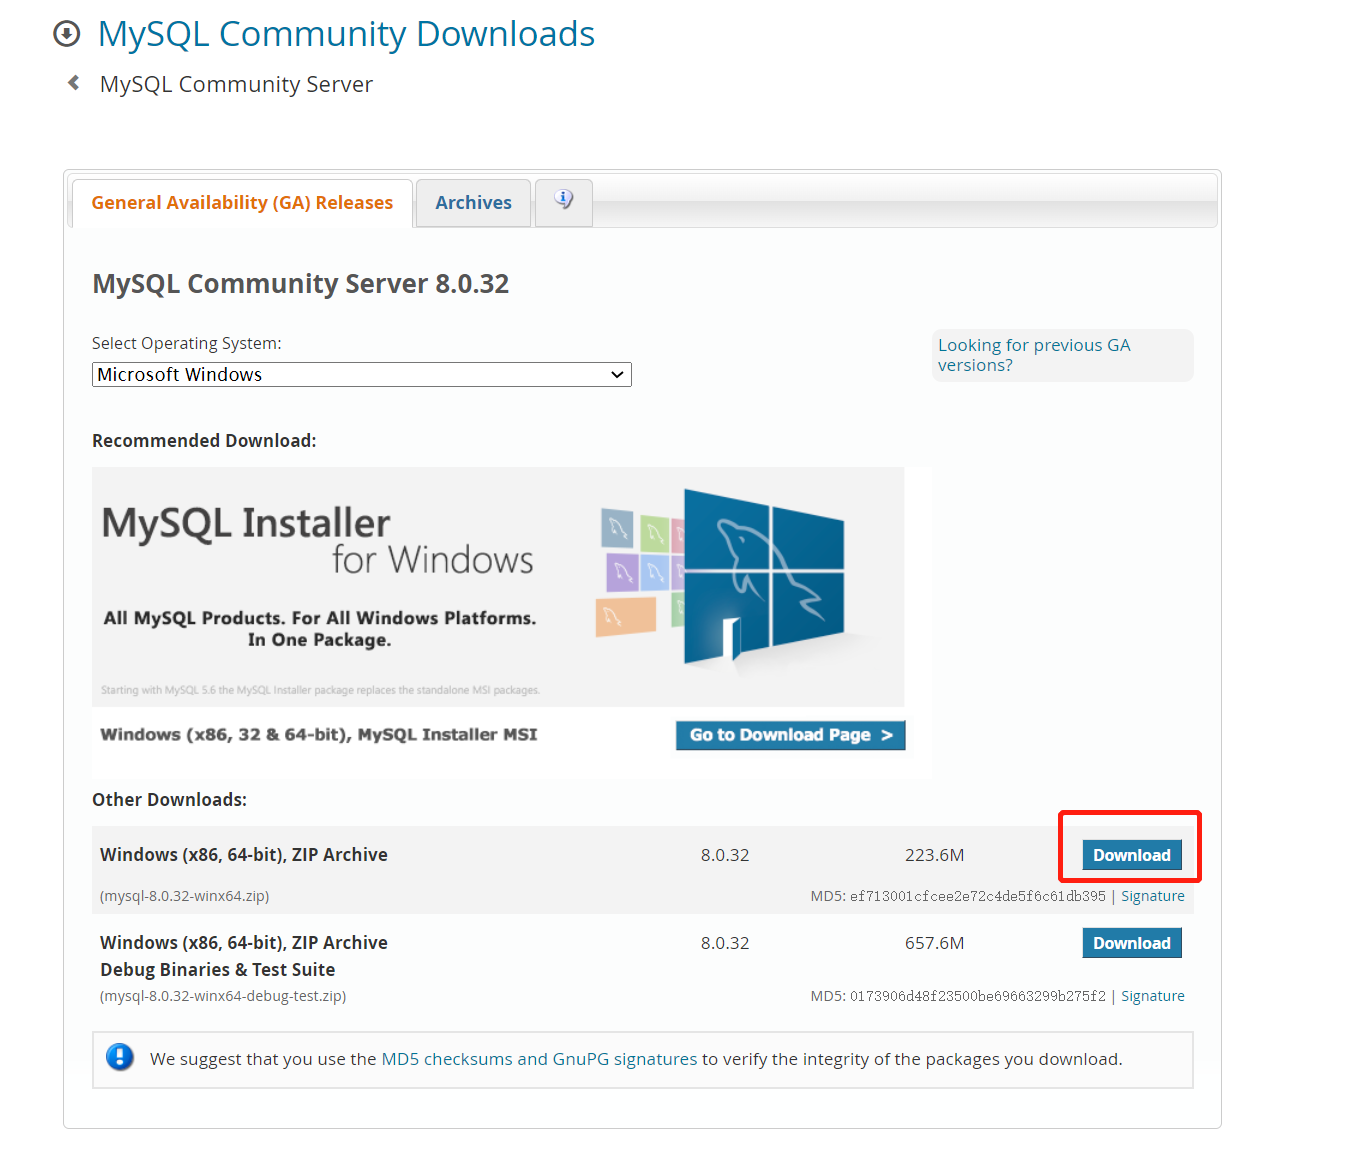 MySQL Community Downloads
MySQL Community Server
General Availability (GA) Releases
Archives
MySQL Community Server 8.0.32
Select Operating System:
Microsoft Windows
Looking for previous GA
versions?
Recommended Download:
MySQL Installer
for Windows
All MySQL Products. For All Windows Platforms.
In One Package.
Starting with MySQL 5.6 the MySQL Installer package replaces the standalone MSI packages.
Windows (x86, 32 & 64-bit), MySQL Installer MSI
Go to Download Page >
Other Downloads:
Windows (x86, 64-bit), ZIP Archive 8.0.32 223.6M Download
(mysql-8.0.32-winx64.zip) MD5: ef713001cfcee2e72c4de5f6c61db395 | Signature
Windows (x86, 64-bit), ZIP Archive 8.0.32 657.6M Download
Debug Binaries & Test Suite
(mysql-8.0.32-winx64-debug-test.zip) MD5: 0173906d48f23500be69663299b275f2 | Signature
We suggest that you use the MD5 checksums and GnuPG signatures to verify the integrity of the packages you download.